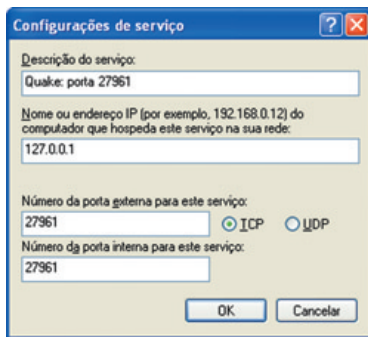 Configurações de serviço
Descrição do serviço:
Quake: porta 27961
Nome ou endereço IP (por exemplo, 192.168.0.12) do
computador que hospeda este serviço na sua rede:
127.0.0.1
Número da porta externa para este serviço:
27961
TCP UDP
Número da porta interna para este serviço:
27961
OK Cancelar